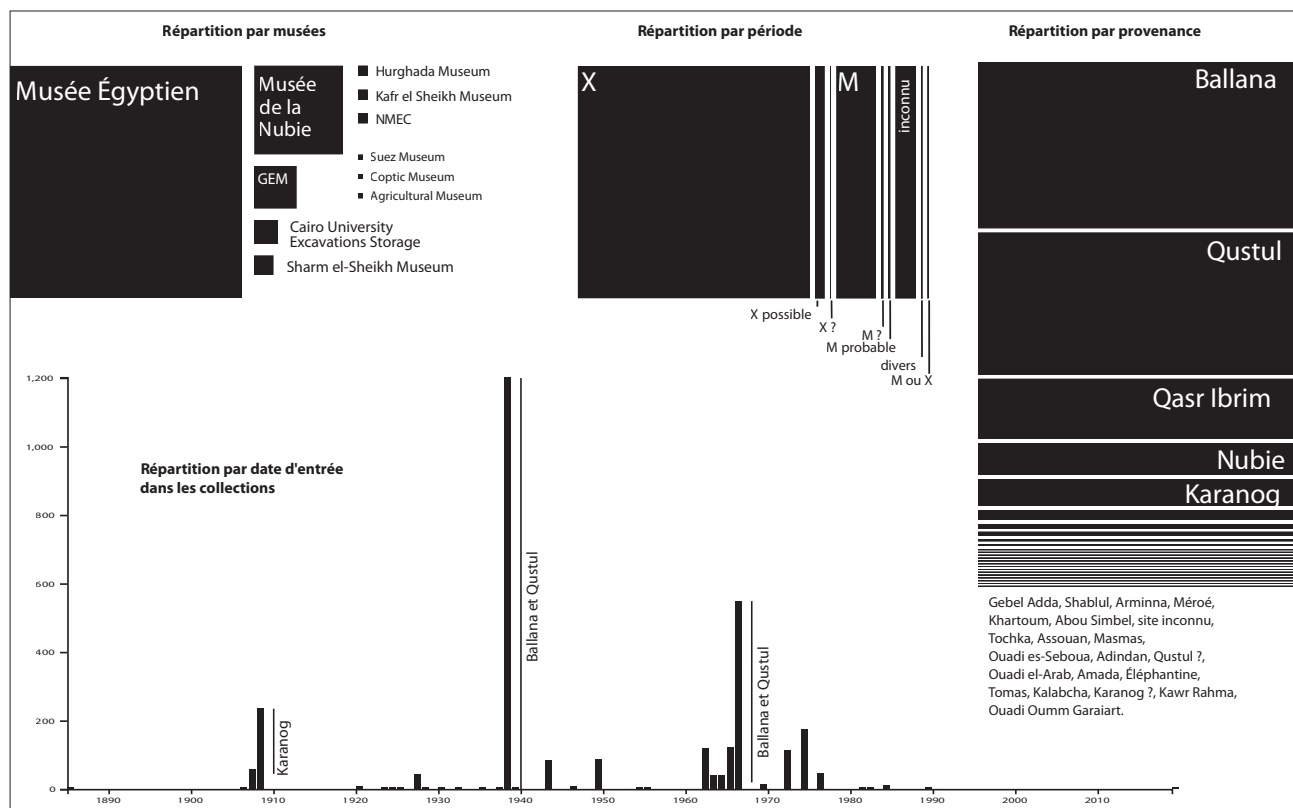 Répartition par musées
Répartition par période
Répartition par provenance
Musée Égyptien
Musée
de la
Nubie
GEM
Cairo University
Excavations Storage
Sharm el-Sheikh Museum
Hurghada Museum
Kafr el Sheikh Museum
NMEC
Suez Museum
Coptic Museum
Agricultural Museum
X
M
inconnu
X possible
X ?
M ?
M probable
divers
M ou X
Ballana
Qustul
Qasr Ibrim
Nubie
Karanog
Gebel Adda, Shablul, Arminna, Méroé,
Khartoum, Abou Simbel, site inconnu,
Tochka, Assouan, Masmas,
Ouadi es-Seboua, Adindan, Qustul ?,
Ouadi el-Arab, Amada, Éléphantine,
Tomas, Kalabcha, Karanog ?, Kawr Rahma,
Ouadi Oumm Garaiart.
Répartition par date d'entrée
dans les collections
1,200
1,000
800
600
400
200
0
Karanog
Ballana et Qustul
Ballana et Qustul
1890 1900 1910 1920 1930 1940 1950 1960 1970 1980 1990 2000 2010